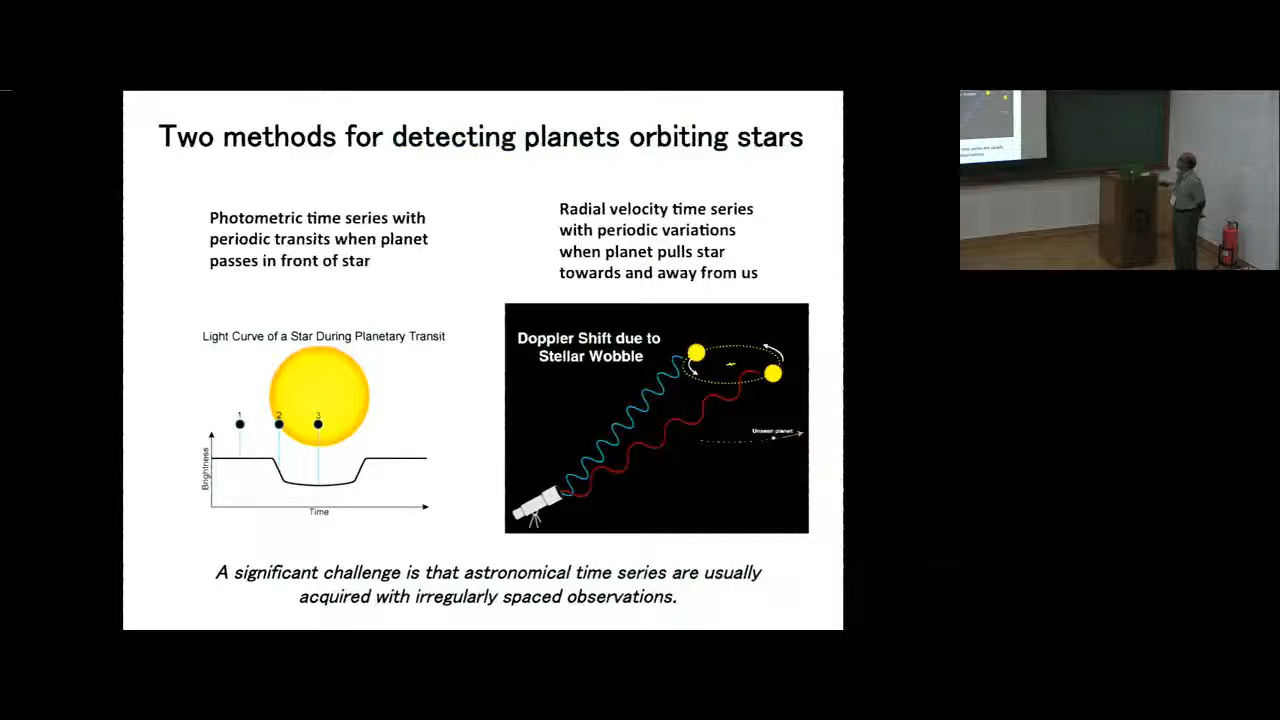 Two methods for detecting planets orbiting stars
Photometric time series with
periodic transits when planet
passes in front of star
Radial velocity time series
with periodic variations
when planet pulls star
towards and away from us
Light Curve of a Star During Planetary Transit
1
2
3
Brightness
Time
Doppler Shift due to
Stellar Wobble
Unseen planet
A significant challenge is that astronomical time series are usually
acquired with irregularly spaced observations.